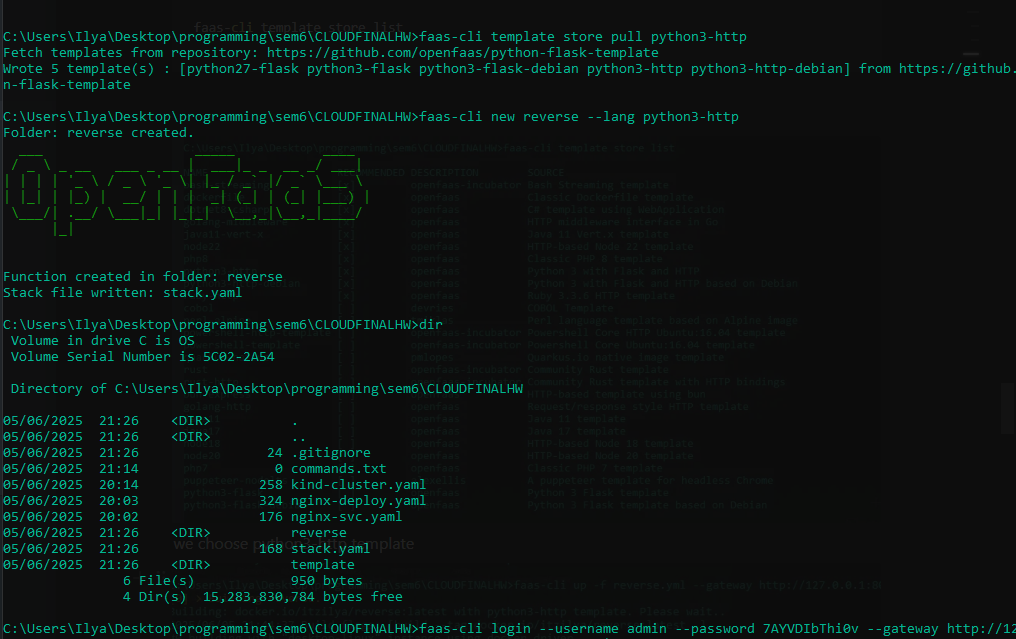 C:\Users\Ilya\Desktop\programming\sem6\CLOUDFINALHW>faas-cli template store pull python3-http
Fetch templates from repository: https://github.com/openfaas/python-flask-template
Wrote 5 template(s) : [python27-flask python3-flask python3-flask-debian python3-http python3-http-debian] from https://github.
n-flask-template
C:\Users\Ilya\Desktop\programming\sem6\CLOUDFINALHW>faas-cli new reverse --lang python3-http
Folder: reverse created.
OpenFaaS
Function created in folder: reverse
Stack file written: stack.yaml
C:\Users\Ilya\Desktop\programming\sem6\CLOUDFINALHW>dir
Volume in drive C is OS
Volume Serial Number is 5C02-2A54
Directory of C:\Users\Ilya\Desktop\programming\sem6\CLOUDFINALHW
05/06/2025  21:26    <DIR>          .
05/06/2025  21:26    <DIR>          ..
05/06/2025  21:26                24 .gitignore
05/06/2025  21:14                 0 commands.txt
05/06/2025  20:14               258 kind-cluster.yaml
05/06/2025  20:03               324 nginx-deploy.yaml
05/06/2025  20:02               176 nginx-svc.yaml
05/06/2025  21:26    <DIR>          reverse
05/06/2025  21:26               168 stack.yaml
05/06/2025  21:26    <DIR>          template
6 File(s)            950 bytes
4 Dir(s)  15,283,830,784 bytes free
C:\Users\Ilya\Desktop\programming\sem6\CLOUDFINALHW>faas-cli login --username admin --password 7AYVDIbThi0v --gateway http://12